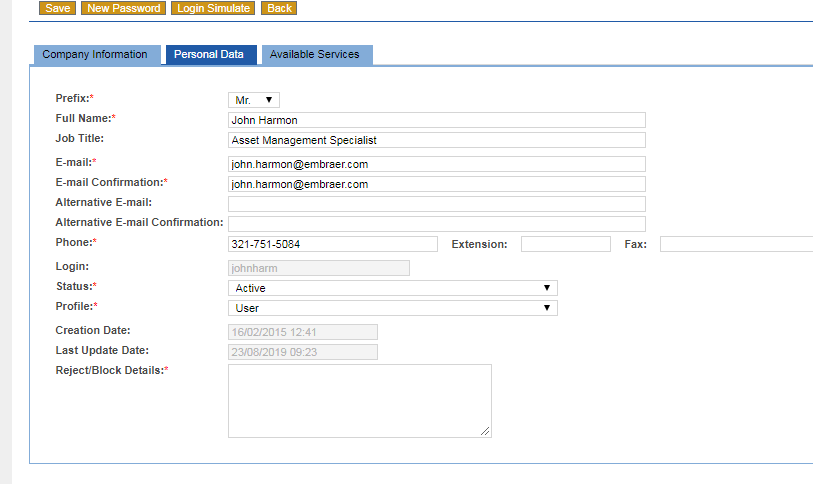 Save New Password Login Simulate Back
Company Information Personal Data Available Services
Prefix:* Mr.
Full Name:* John Harmon
Job Title: Asset Management Specialist
E-mail:* john.harmon@embraer.com
E-mail Confirmation:* john.harmon@embraer.com
Alternative E-mail:
Alternative E-mail Confirmation:
Phone:* 321-751-5084 Extension: Fax:
Login: johnharm
Status:* Active
Profile:* User
Creation Date: 16/02/2015 12:41
Last Update Date: 23/08/2019 09:23
Reject/Block Details:*